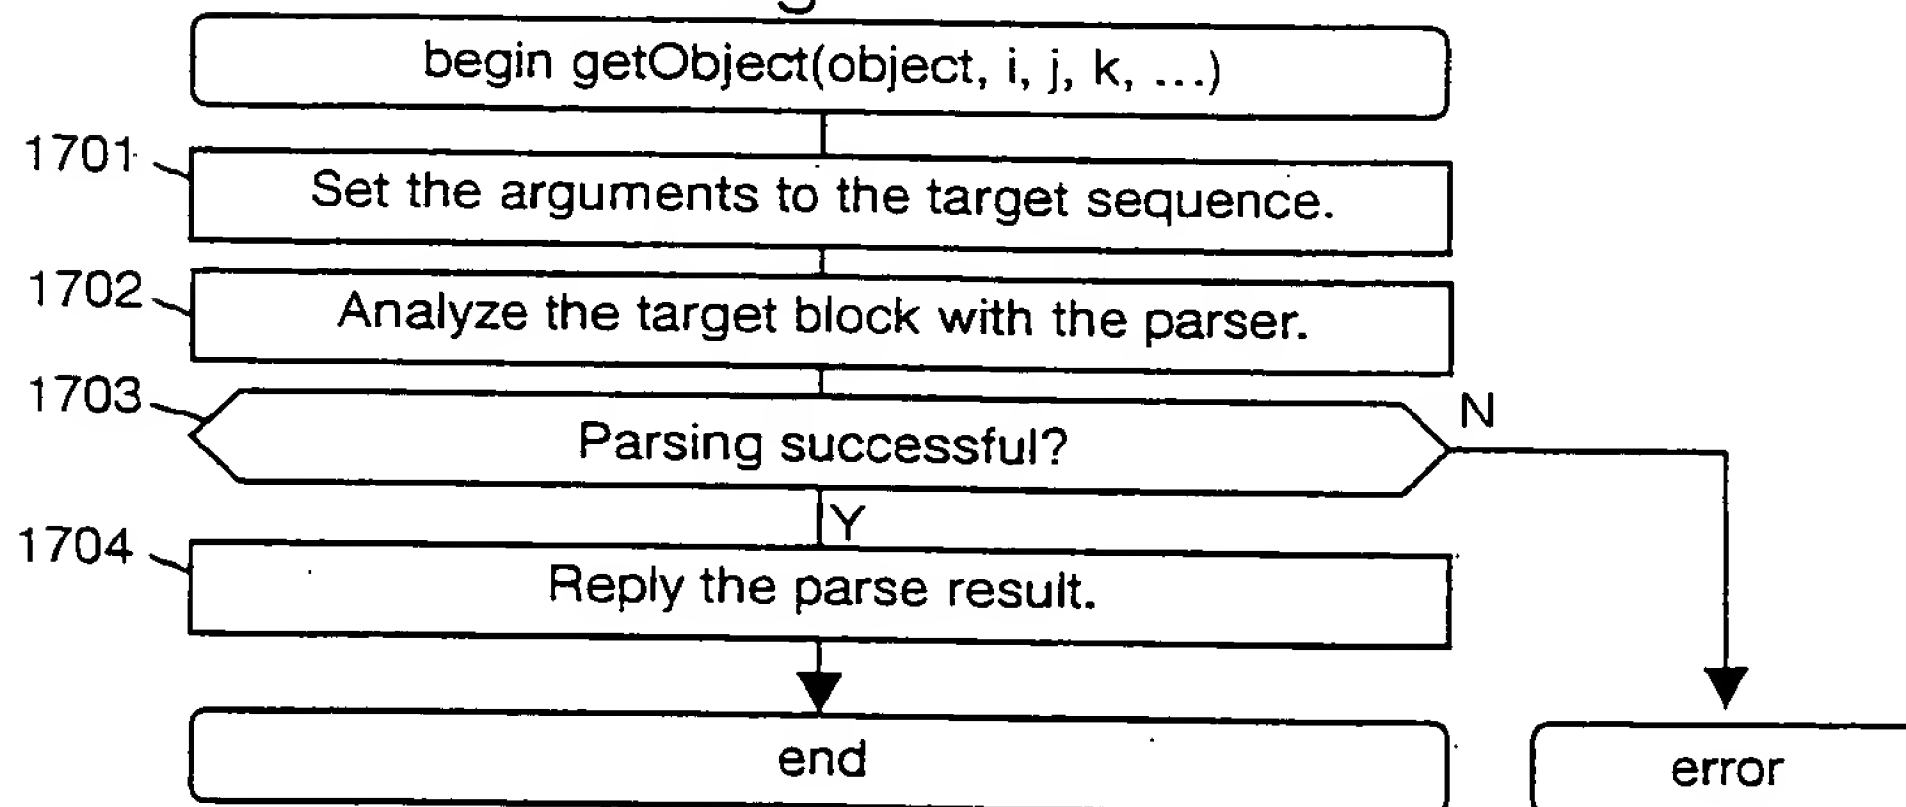 begin getObject(object, i, j, k, ...)
1701
Set the arguments to the target sequence.
1702
Analyze the target block with the parser.
1703
Parsing successful?
N
Y
1704
Reply the parse result.
end
error